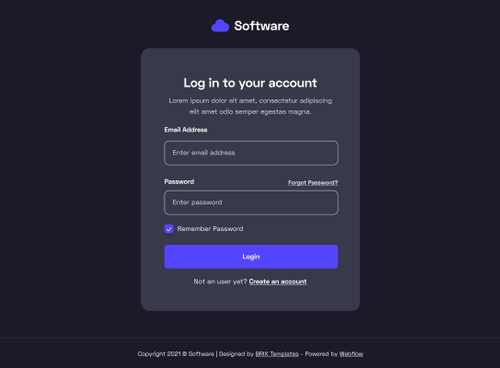 Software
Log in to your account
Lorem ipsum dolor sit amet, consectetur adipiscing
elit amet odio semper egestas magna.
Email Address
Enter email address
Password
Forgot Password?
Enter password
Remember Password
Login
Not an user yet? Create an account
Copyright 2021 © Software | Designed by BRIX Templates - Powered by Webflow